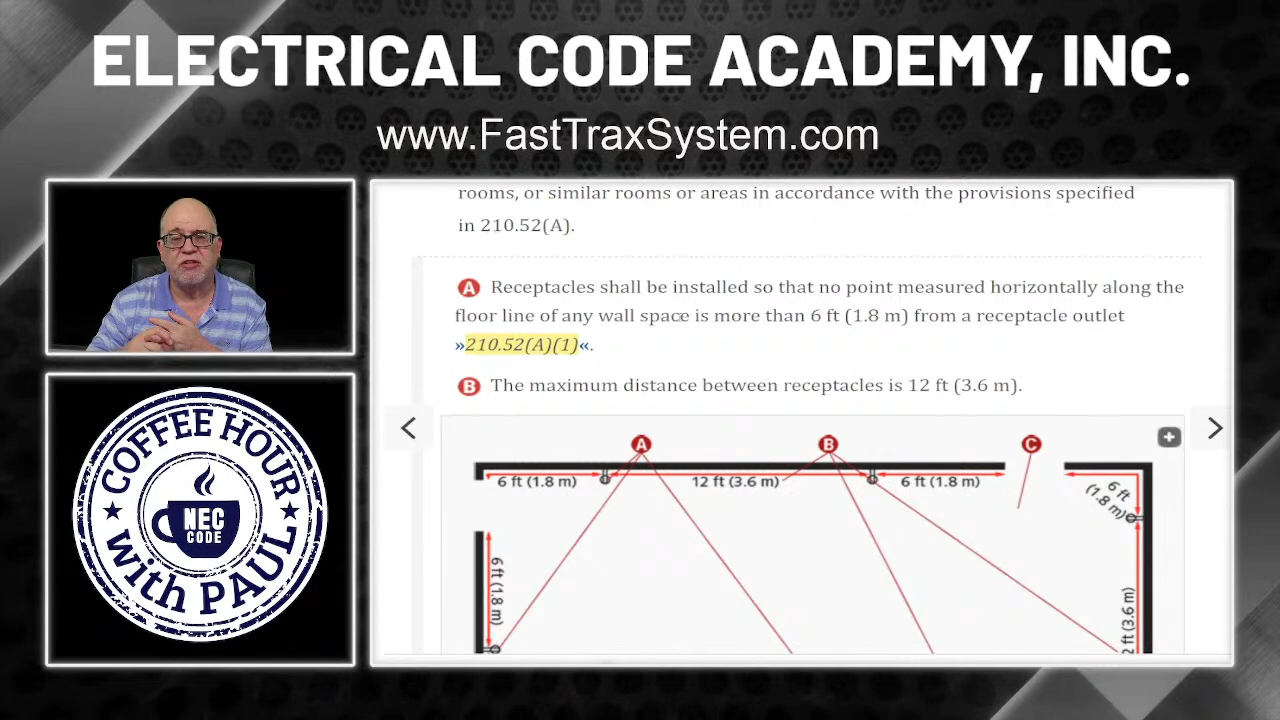 ELECTRICAL CODE ACADEMY, INC.
www.FastTraxSystem.com
rooms, or similar rooms or areas in accordance with the provisions specified
in 210.52(A).
A Receptacles shall be installed so that no point measured horizontally along the
floor line of any wall space is more than 6 ft (1.8 m) from a receptacle outlet
»210.52(A)(1)«.
B The maximum distance between receptacles is 12 ft (3.6 m).
A
B
C
6 ft (1.8 m)
12 ft (3.6 m)
6 ft (1.8 m)
6 ft
(1.8 m)
6 ft (1.8 m)
2 ft (3.6 m)
COFFEE HOUR
NEC
CODE
with PAUL